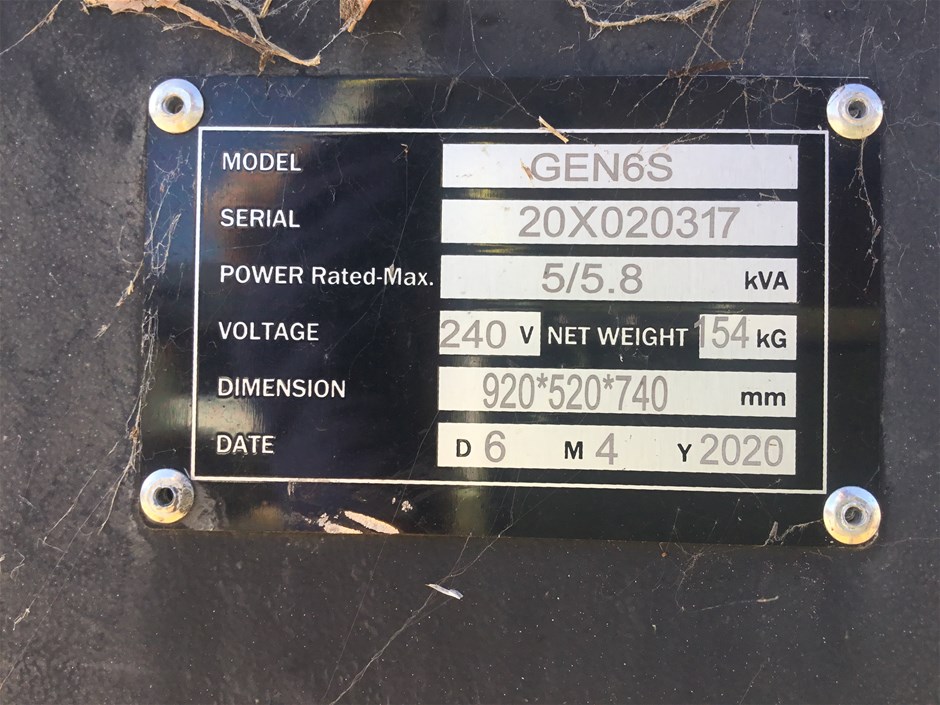 MODEL GEN6S
SERIAL 20X020317
POWER Rated-Max. 5/5.8 kVA
VOLTAGE 240 V NET WEIGHT 154 kG
DIMENSION 920*520*740 mm
DATE D 6 M 4 Y 2020